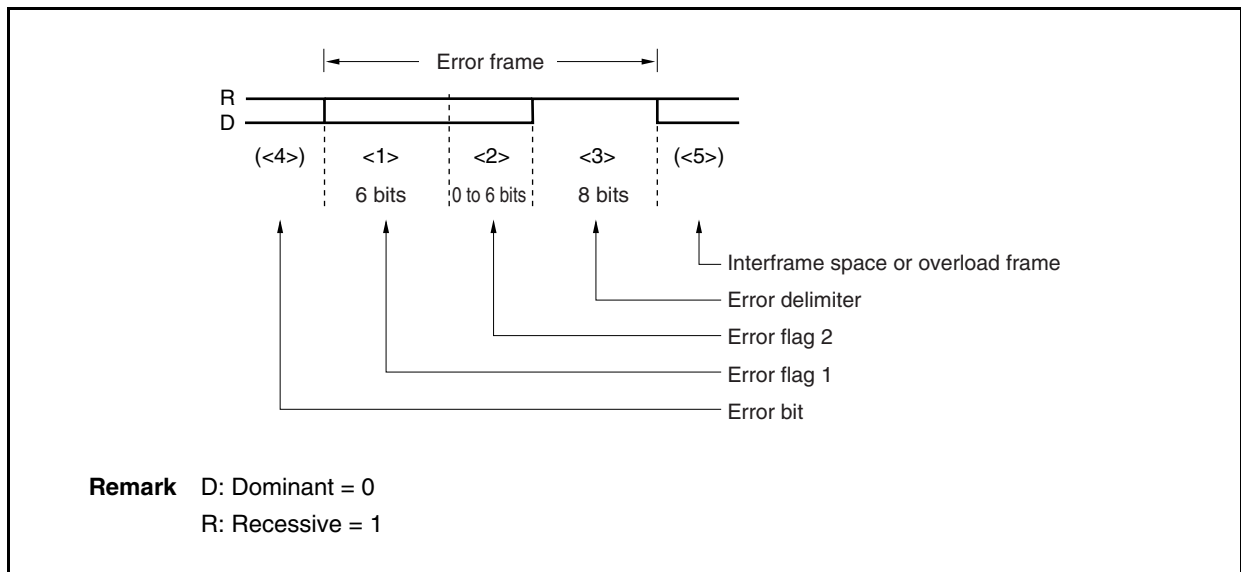 Error frame
R
D
(<4>) <1> <2> <3> (<5>)
6 bits 0 to 6 bits 8 bits
Interframe space or overload frame
Error delimiter
Error flag 2
Error flag 1
Error bit
Remark D: Dominant = 0
R: Recessive = 1